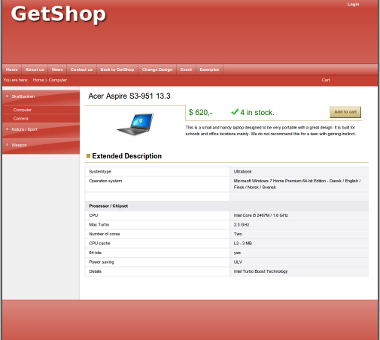 Login
GetShop
Home About us News Contact us Back to GetShop Change Design Store Examples
You are here: Home > Computer Cart
Computer
Camera
Nature / Sport
Weapon
Acer Aspire S3-951 13.3
$ 620,- 4 in stock. Add to cart
This is a small and handy laptop designed to be very portable with a great design. It is built for
schools and office locations mainly. We do not recommend this for a teen with gaming instinct.
Extended Description
Systemtype Ultrabook
Operation system Microsoft Windows 7 Home Premium 64-bit Edition - Dansk / English /
Finsk / Norsk / Svensk
Processor / Chipset
CPU Intel Core i5 2467M / 1.6 GHz
Max Turbo 2.3 GHz
Number of cores Two
CPU cache L3 - 3 MB
64 bits yes
Power saving ULV
Details Intel Turbo Boost Technology